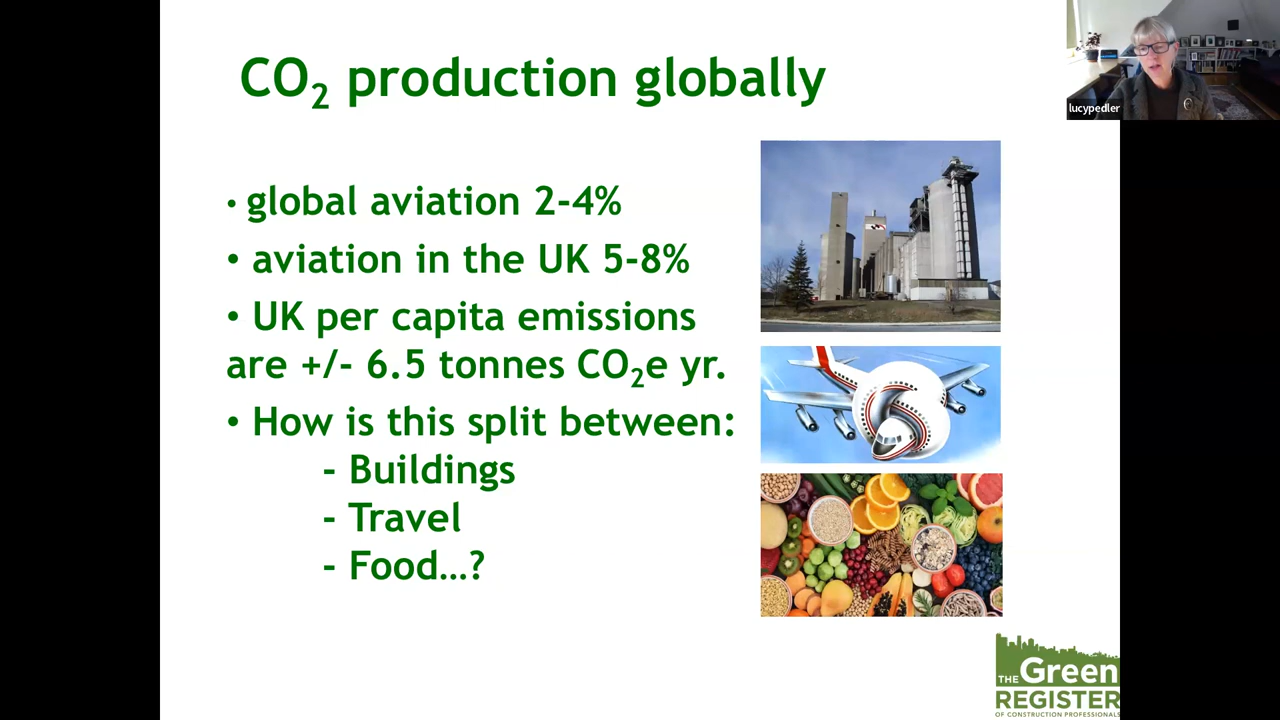 CO2 production globally
lucypedler
• global aviation 2-4%
• aviation in the UK 5-8%
• UK per capita emissions
are +/- 6.5 tonnes CO2e yr.
• How is this split between:
- Buildings
- Travel
- Food...?
THE Green
REGISTER
OF CONSTRUCTION PROFESSIONALS